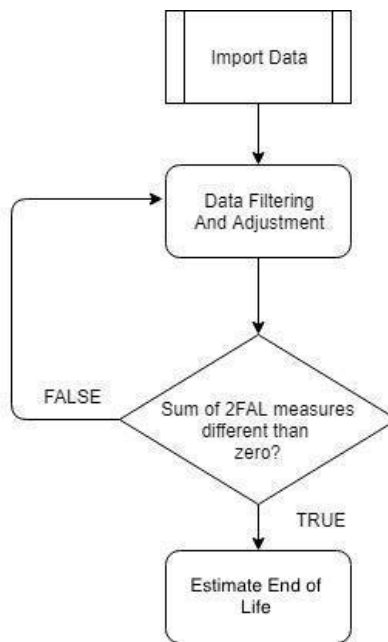 Import Data
Data Filtering
And Adjustment
FALSE
Sum of 2FAL measures
different than
zero?
TRUE
Estimate End of
Life